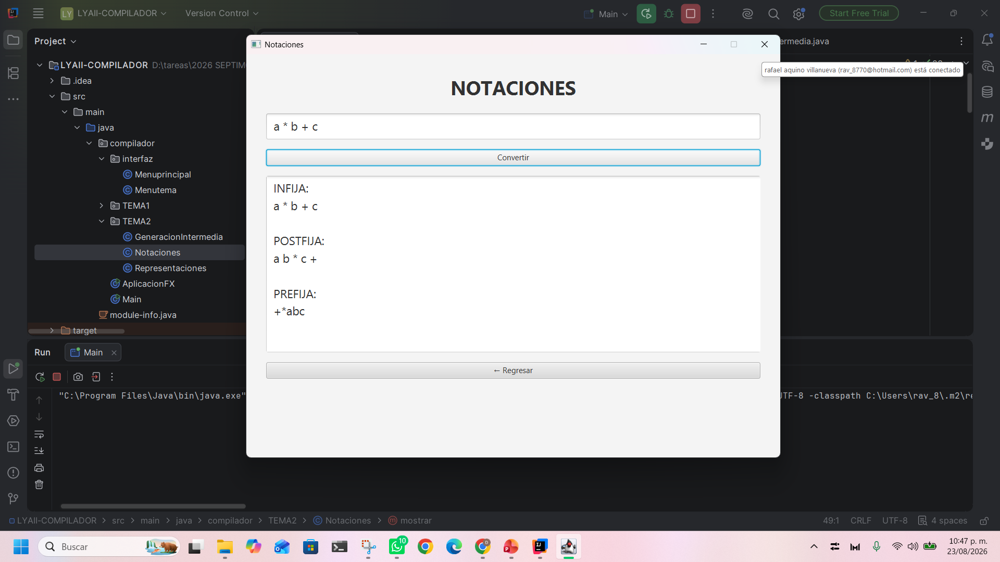 LY LYAII-COMPILADOR
Version Control
Main
Start Free Trial
Project
LYAII-COMPILADOR D:\tareas\2026 SEPTIM
.idea
src
main
java
compilador
interfaz
Menuprincipal
Menutema
TEMA1
TEMA2
GeneracionIntermedia
Notaciones
Representaciones
AplicacionFX
Main
module-info.java
target
ermedia.java
rafael aquino villanueva (rav_8770@hotmail.com) está conectado
Notaciones
NOTACIONES
a * b + c
Convertir
INFIJA:
a * b + c
POSTFIJA:
a b * c +
PREFIJA:
+*abc
← Regresar
Run
Main
"C:\Program Files\Java\bin\java.exe"
UTF-8 -classpath C:\Users\rav_8\.m2\re
LYAII-COMPILADOR > src > main > java > compilador > TEMA2 > Notaciones > mostrar
49:1 CRLF UTF-8 4 spaces
Buscar
10
10:47 p. m.
23/08/2026